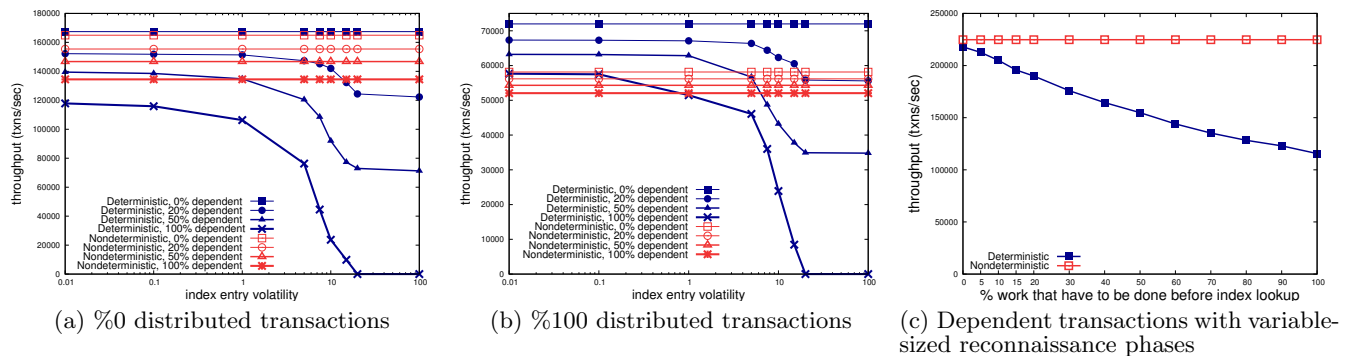 180000
160000
140000
120000
100000
80000
60000
40000
20000
0
throughput (txns/sec)
Deterministic, 0% dependent
Deterministic, 20% dependent
Deterministic, 50% dependent
Deterministic, 100% dependent
Nondeterministic, 0% dependent
Nondeterministic, 20% dependent
Nondeterministic, 50% dependent
Nondeterministic, 100% dependent
0.01 0.1 1 10 100
index entry volatility
(a) %0 distributed transactions
70000
60000
50000
40000
30000
20000
10000
0
throughput (txns/sec)
Deterministic, 0% dependent
Deterministic, 20% dependent
Deterministic, 50% dependent
Deterministic, 100% dependent
Nondeterministic, 0% dependent
Nondeterministic, 20% dependent
Nondeterministic, 50% dependent
Nondeterministic, 100% dependent
0.01 0.1 1 10 100
index entry volatility
(b) %100 distributed transactions
250000
200000
150000
100000
50000
0
throughput (txns/sec)
Deterministic
Nondeterministic
0 5 10 15 20 30 40 50 60 70 80 90 100
% work that have to be done before index lookup
(c) Dependent transactions with variable-
sized reconnaissance phases